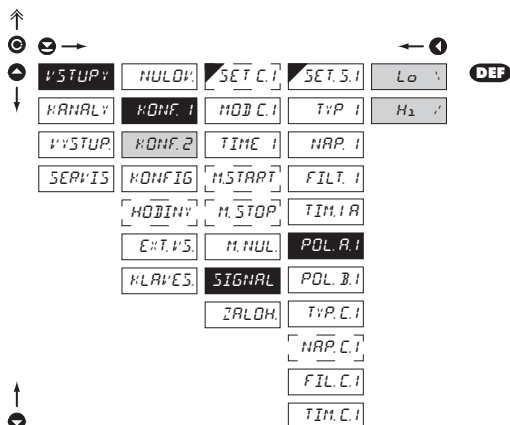 VSTUPY NULOV. SET C.1 SET. S.1 Lo DEF
KANALY KONF. 1 MOD C.1 TYP 1 Hi
VYSTUP. KONF. 2 TIME 1 NAP. 1
SERVIS KONFIG M.START FILT. 1
HODINY M. STOP TIM.1 A
EXT. VS. M. NUL. POL. A.1
KLAVES. SIGNAL POL. B.1
ZALOH. TYP. C.1
NAP. C.1
FIL. C.1
TIM. C.1